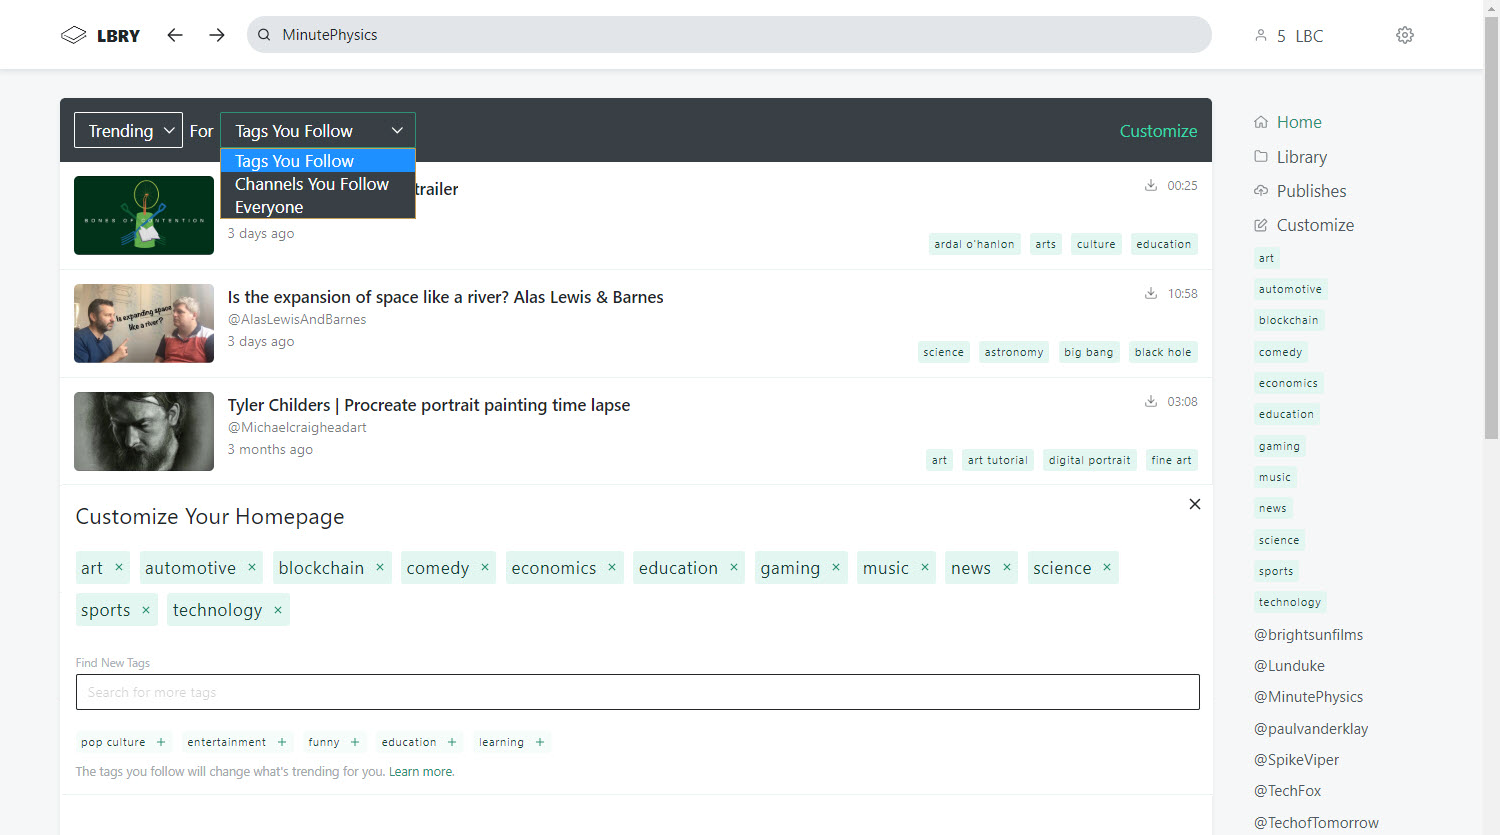 LBRY
MinutePhysics
5 LBC
Trending For Tags You Follow
Customize
Tags You Follow
Channels You Follow
Everyone
trailer
00:25
BONES OF CONTENTION
3 days ago
ardal o'hanlon arts culture education
Is the expansion of space like a river? Alas Lewis & Barnes
10:58
Is expanding space
like a river?
@AlasLewisAndBarnes
3 days ago
science astronomy big bang black hole
Tyler Childers | Procreate portrait painting time lapse
03:08
@Michaelcraigheadart
3 months ago
art art tutorial digital portrait fine art
Customize Your Homepage
art × automotive × blockchain × comedy × economics × education × gaming × music × news × science ×
sports × technology ×
Find New Tags
Search for more tags
pop culture + entertainment + funny + education + learning +
The tags you follow will change what's trending for you. Learn more.
Home
Library
Publishes
Customize
art
automotive
blockchain
comedy
economics
education
gaming
music
news
science
sports
technology
@brightsunfilms
@Lunduke
@MinutePhysics
@paulvanderklay
@SpikeViper
@TechFox
@TechofTomorrow